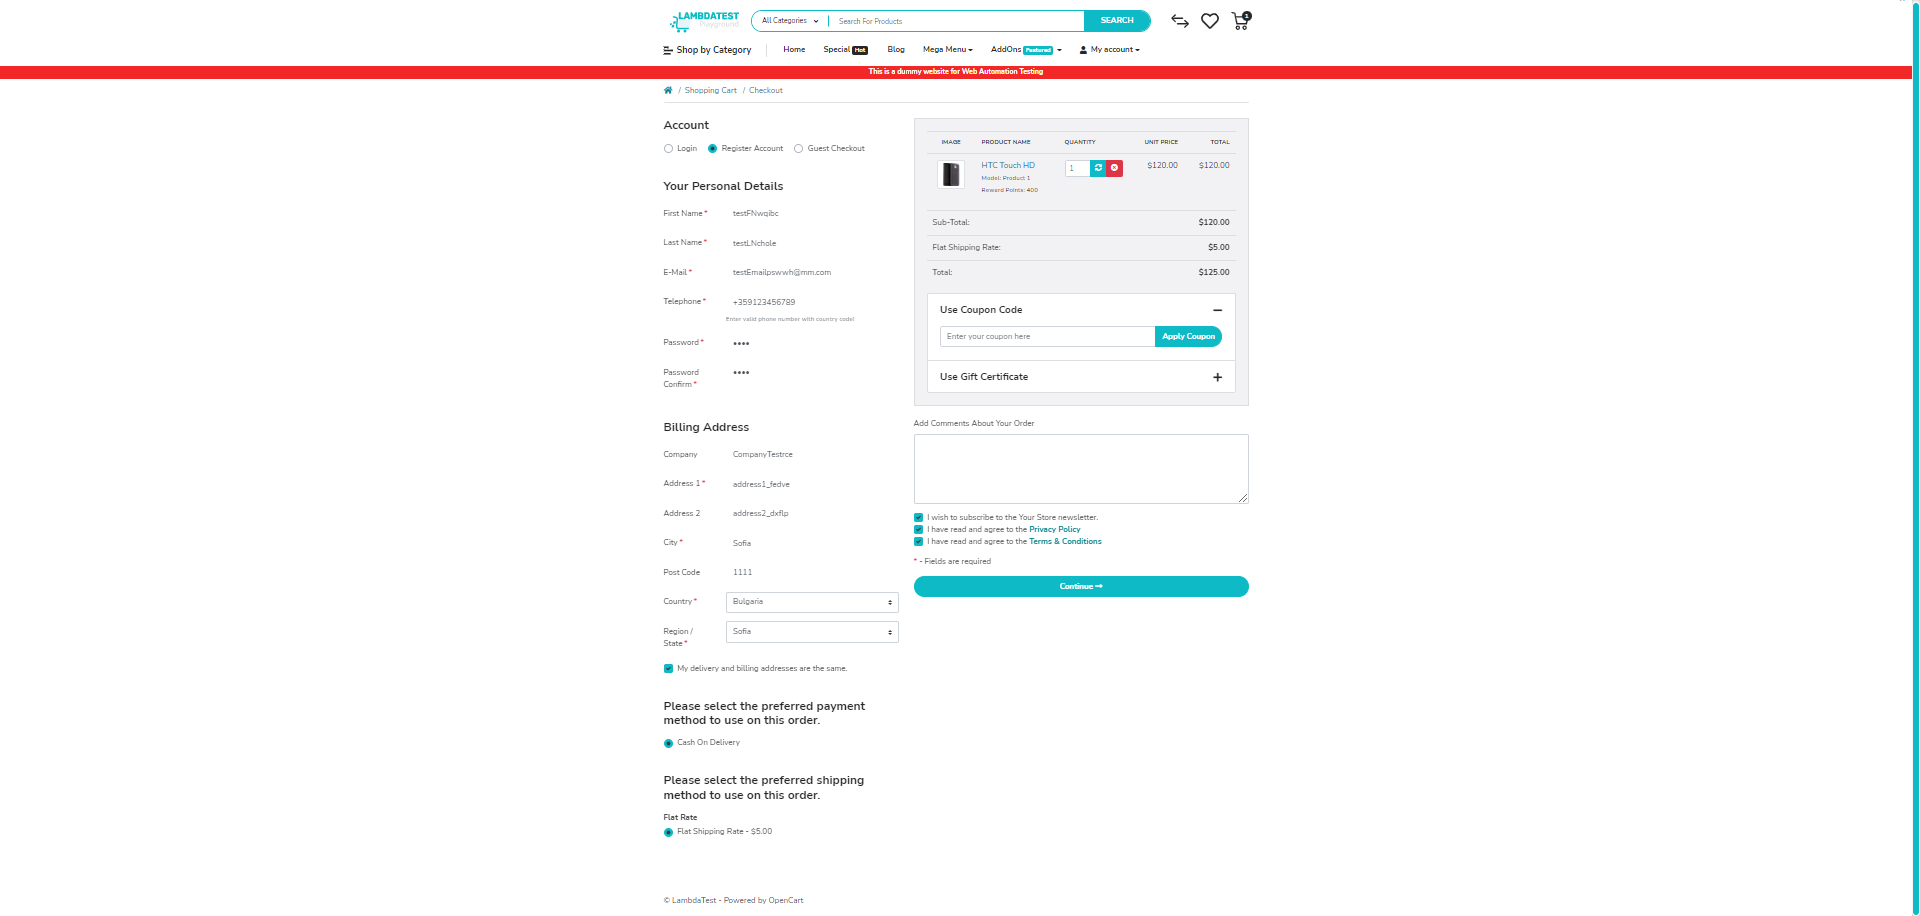 LAMBDATEST
Playground
All Categories
Search For Products
SEARCH
1
Shop by Category
Home
Special Hot
Blog
Mega Menu
AddOns Featured
My account
This is a dummy website for Web Automation Testing
/ Shopping Cart / Checkout
Account
Login
Register Account
Guest Checkout
Your Personal Details
First Name*
testFNwqibc
Last Name*
testLNchole
E-Mail*
testEmailpswwh@mm.com
Telephone*
+359123456789
Enter valid phone number with country code!
Password*
••••
Password
Confirm*
••••
Billing Address
Company
CompanyTestrce
Address 1*
address1_fedve
Address 2
address2_dxflp
City*
Sofia
Post Code
1111
Country*
Bulgaria
Region /
State*
Sofia
My delivery and billing addresses are the same.
Please select the preferred payment
method to use on this order.
Cash On Delivery
Please select the preferred shipping
method to use on this order.
Flat Rate
Flat Shipping Rate - $5.00
IMAGE PRODUCT NAME QUANTITY UNIT PRICE TOTAL
HTC Touch HD 1 $120.00 $120.00
Model: Product 1
Reward Points: 400
Sub-Total: $120.00
Flat Shipping Rate: $5.00
Total: $125.00
Use Coupon Code
Enter your coupon here
Apply Coupon
Use Gift Certificate
Add Comments About Your Order
I wish to subscribe to the Your Store newsletter.
I have read and agree to the Privacy Policy
I have read and agree to the Terms & Conditions
* - Fields are required
Continue
© LambdaTest - Powered by OpenCart